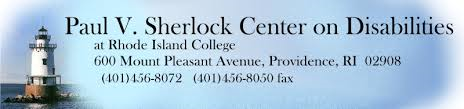 Paul V. Sherlock Center on Disabilities
at Rhode Island College
600 Mount Pleasant Avenue, Providence, RI 02908
(401)456-8072 (401)456-8050 fax